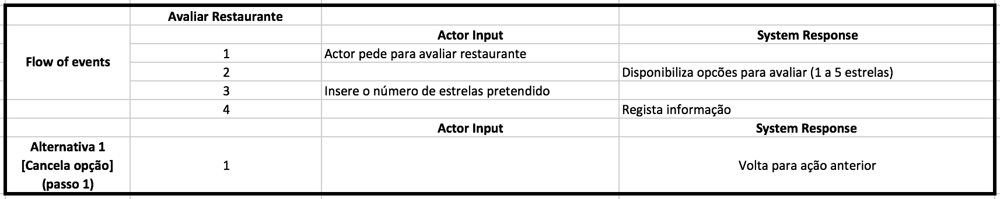 Avaliar Restaurante
Flow of events
Actor Input
System Response
1
Actor pede para avaliar restaurante
2
Disponibiliza opcões para avaliar (1 a 5 estrelas)
3
Insere o número de estrelas pretendido
4
Regista informação
Actor Input
System Response
Alternativa 1
[Cancela opção]
(passo 1)
1
Volta para ação anterior